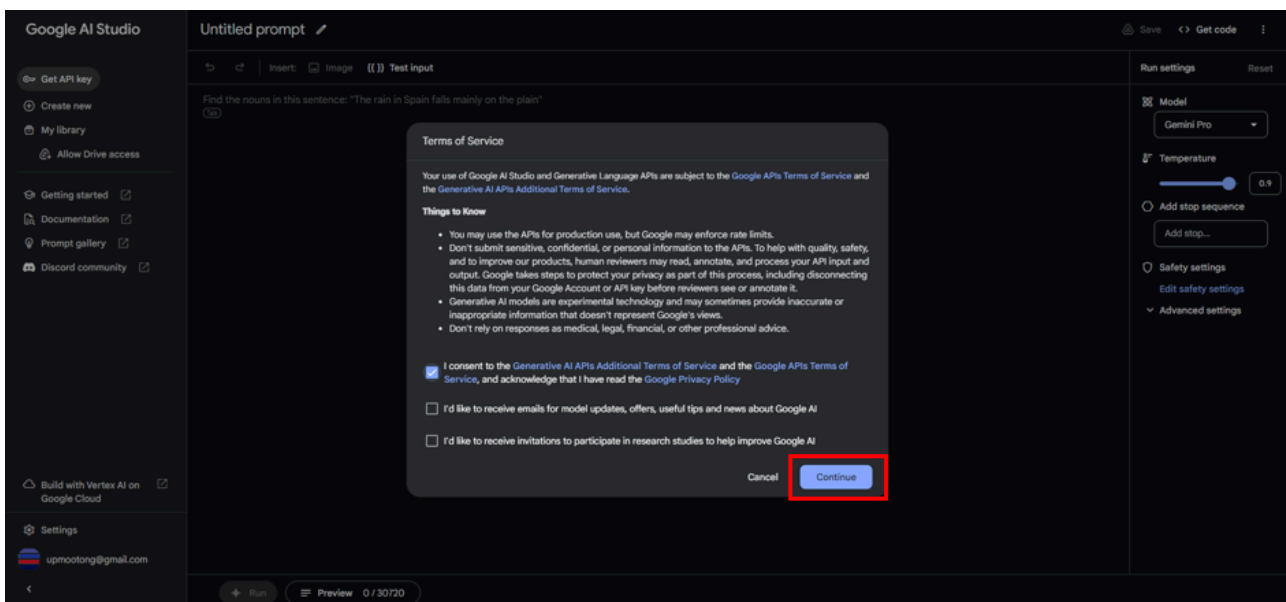 Google AI Studio
Get API key
Create new
My library
Allow Drive access
Getting started
Documentation
Prompt gallery
Discord community
Build with Vertex AI on
Google Cloud
Settings
upmootong@gmail.com
Untitled prompt
Save <> Get code
Insert: Image {{ }} Test input
Find the nouns in this sentence: "The rain in Spain falls mainly on the plain"
Terms of Service
Your use of Google AI Studio and Generative Language APIs are subject to the Google APIs Terms of Service and
the Generative AI APIs Additional Terms of Service.
Things to Know
• You may use the APIs for production use, but Google may enforce rate limits.
• Don't submit sensitive, confidential, or personal information to the APIs. To help with quality, safety,
and to improve our products, human reviewers may read, annotate, and process your API input and
output. Google takes steps to protect your privacy as part of this process, including disconnecting
this data from your Google Account or API key before reviewers see or annotate it.
• Generative AI models are experimental technology and may sometimes provide inaccurate or
inappropriate information that doesn't represent Google's views.
• Don't rely on responses as medical, legal, financial, or other professional advice.
I consent to the Generative AI APIs Additional Terms of Service and the Google APIs Terms of
Service, and acknowledge that I have read the Google Privacy Policy
I'd like to receive emails for model updates, offers, useful tips and news about Google AI
I'd like to receive invitations to participate in research studies to help improve Google AI
Cancel Continue
Run Preview 0 / 30720
Run settings Reset
Model
Gemini Pro
Temperature
0.9
Add stop sequence
Add stop...
Safety settings
Edit safety settings
Advanced settings